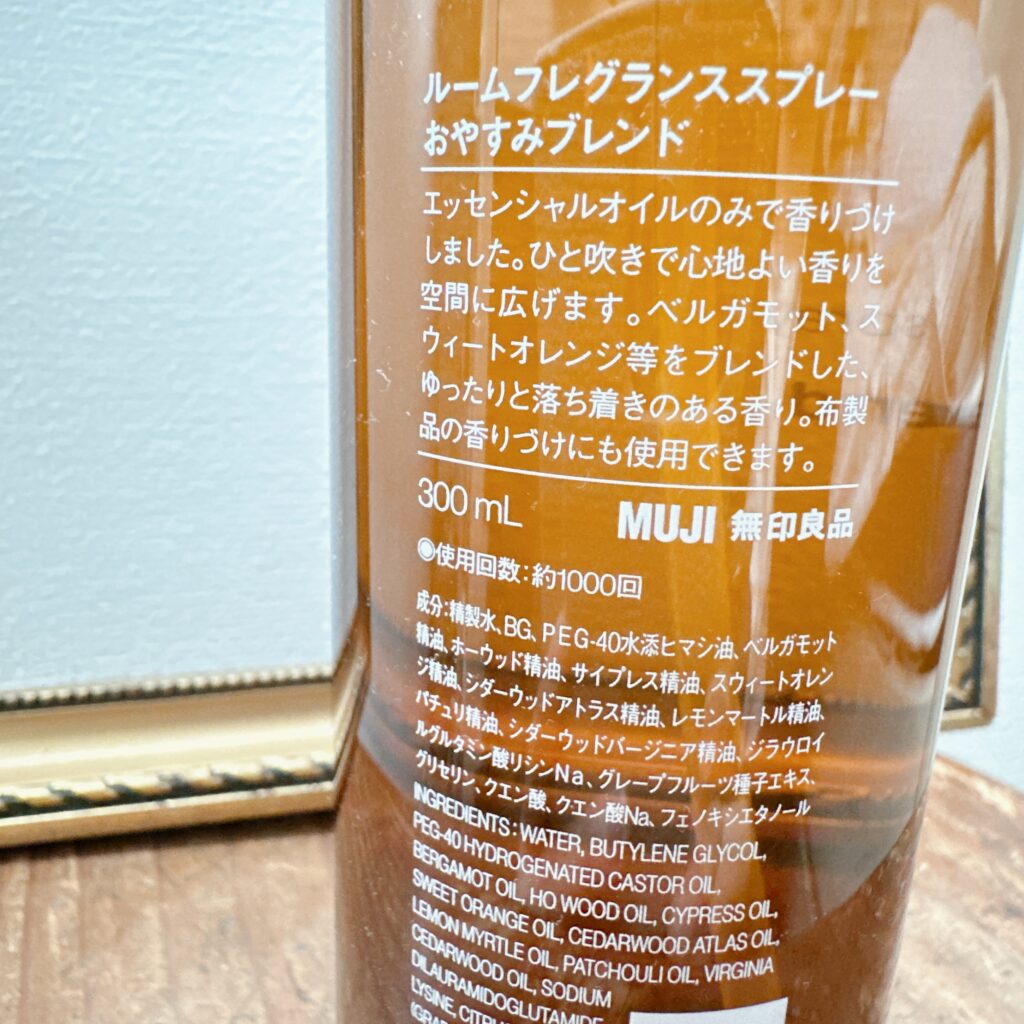 ルームフレグランススプレー
おやすみブレンド
エッセンシャルオイルのみで香りづけ
しました。ひと吹きで心地よい香りを
空間に広げます。ベルガモット、ス
ウィートオレンジ等をブレンドした、
ゆったりと落ち着きのある香り。布製
品の香りづけにも使用できます。
300 mL MUJI 無印良品
◉使用回数:約1000回
成分:精製水、BG、PEG-40水添ヒマシ油、ベルガモット
精油、ホーウッド精油、サイプレス精油、スウィートオレン
ジ精油、シダーウッドアトラス精油、レモンマートル精油、
パチュリ精油、シダーウッドバージニア精油、ジラウロイ
ルグルタミン酸リシンNa、グレープフルーツ種子エキス、
グリセリン、クエン酸、クエン酸Na、フェノキシエタノール
INGREDIENTS:WATER, BUTYLENE GLYCOL,
PEG-40 HYDROGENATED CASTOR OIL,
BERGAMOT OIL, HO WOOD OIL, CYPRESS OIL,
SWEET ORANGE OIL, CEDARWOOD ATLAS OIL,
LEMON MYRTLE OIL, PATCHOULI OIL, VIRGINIA
CEDARWOOD OIL, SODIUM
DILAURAMIDOGLUTAMIDE
LYSINE,